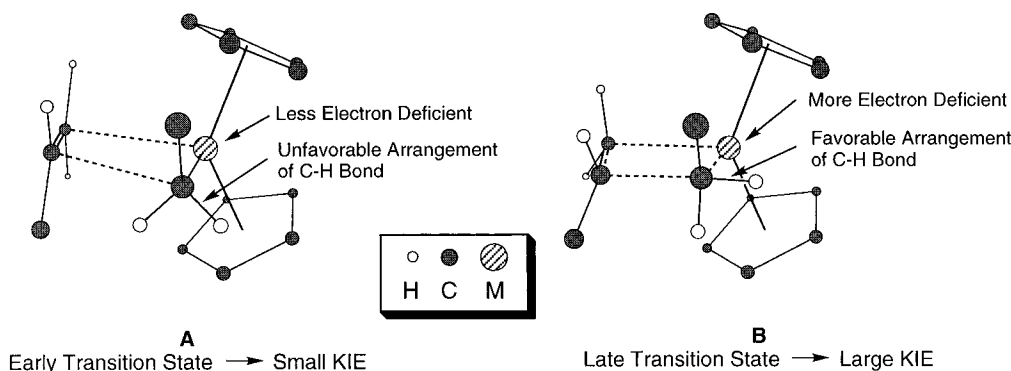 Less Electron Deficient
Unfavorable Arrangement
of C-H Bond
More Electron Deficient
Favorable Arrangement
of C-H Bond
H C M
A
Early Transition State → Small KIE
B
Late Transition State → Large KIE